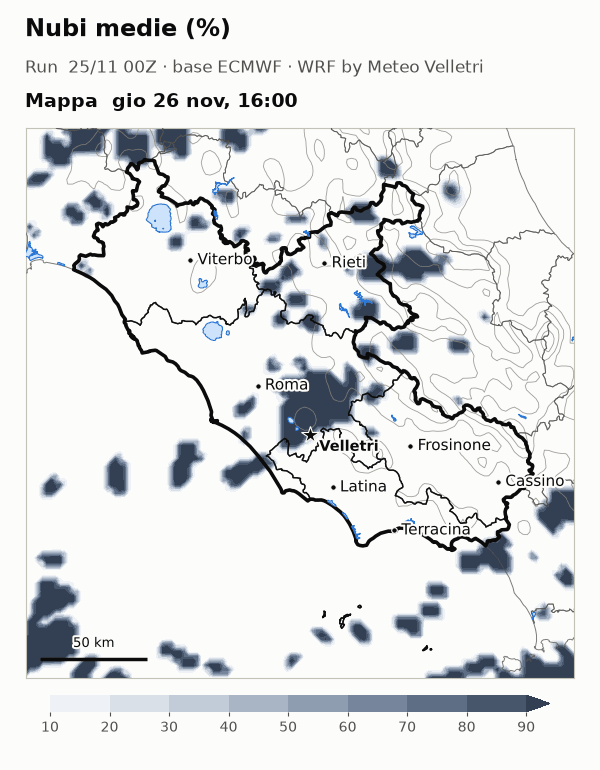 Nubi medie (%)
Run  25/11 00Z · base ECMWF · WRF by Meteo Velletri
Mappa  gio 26 nov, 16:00
Viterbo
Rieti
Roma
Velletri
Frosinone
Cassino
Latina
Terracina
50 km
10 20 30 40 50 60 70 80 90